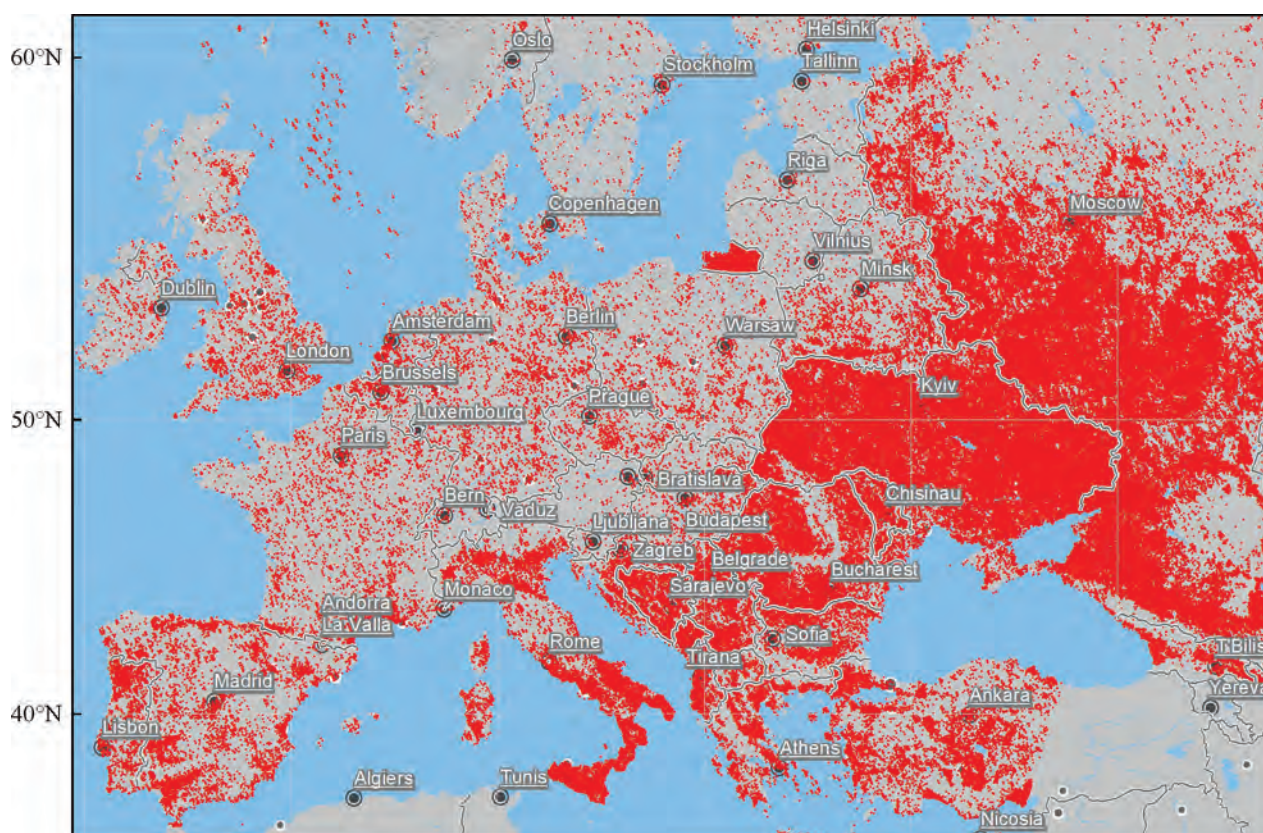 60°N
Oslo
Helsinki
Tallinn
Stockholm
Riga
Copenhagen
Moscow
Vilnius
Minsk
Dublin
Amsterdam
Berlin
Warsaw
London
Brussels
Kyiv
50°N
Prague
Luxembourg
Paris
Bratislava
Chisinau
Bern
Vaduz
Budapest
Ljubljana
Zagreb
Belgrade
Bucharest
Sarajevo
Monaco
Andorra
La Valla
Rome
Sofia
Tirana
T'Bilis
Madrid
Ankara
Yereva
40°N
Lisbon
Athens
Algiers
Tunis
Nicosia